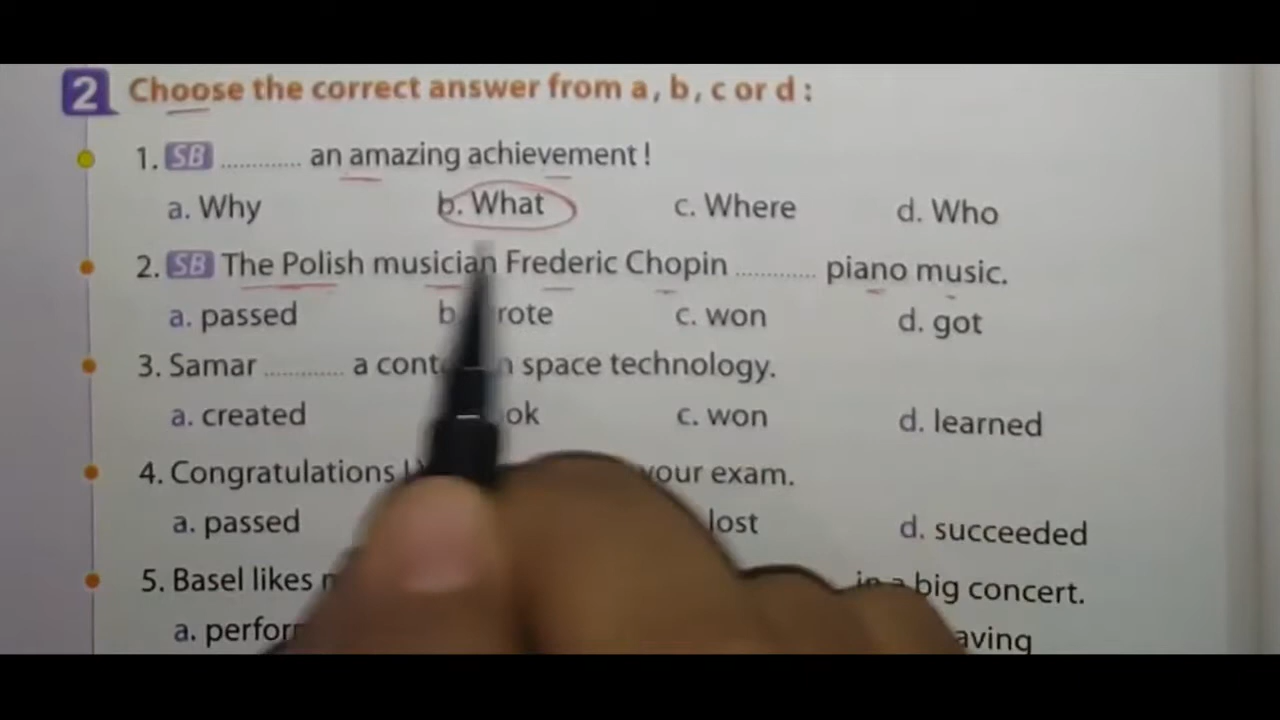 2 Choose the correct answer from a, b, c or d :
1. SB ............ an amazing achievement !
a. Why b. What c. Where d. Who
2. SB The Polish musician Frederic Chopin ............ piano music.
a. passed b. wrote c. won d. got
3. Samar ............ a space technology.
a. created c. won d. learned
4. Congratulations ! your exam.
a. passed lost d. succeeded
5. Basel likes in a big concert.
a.